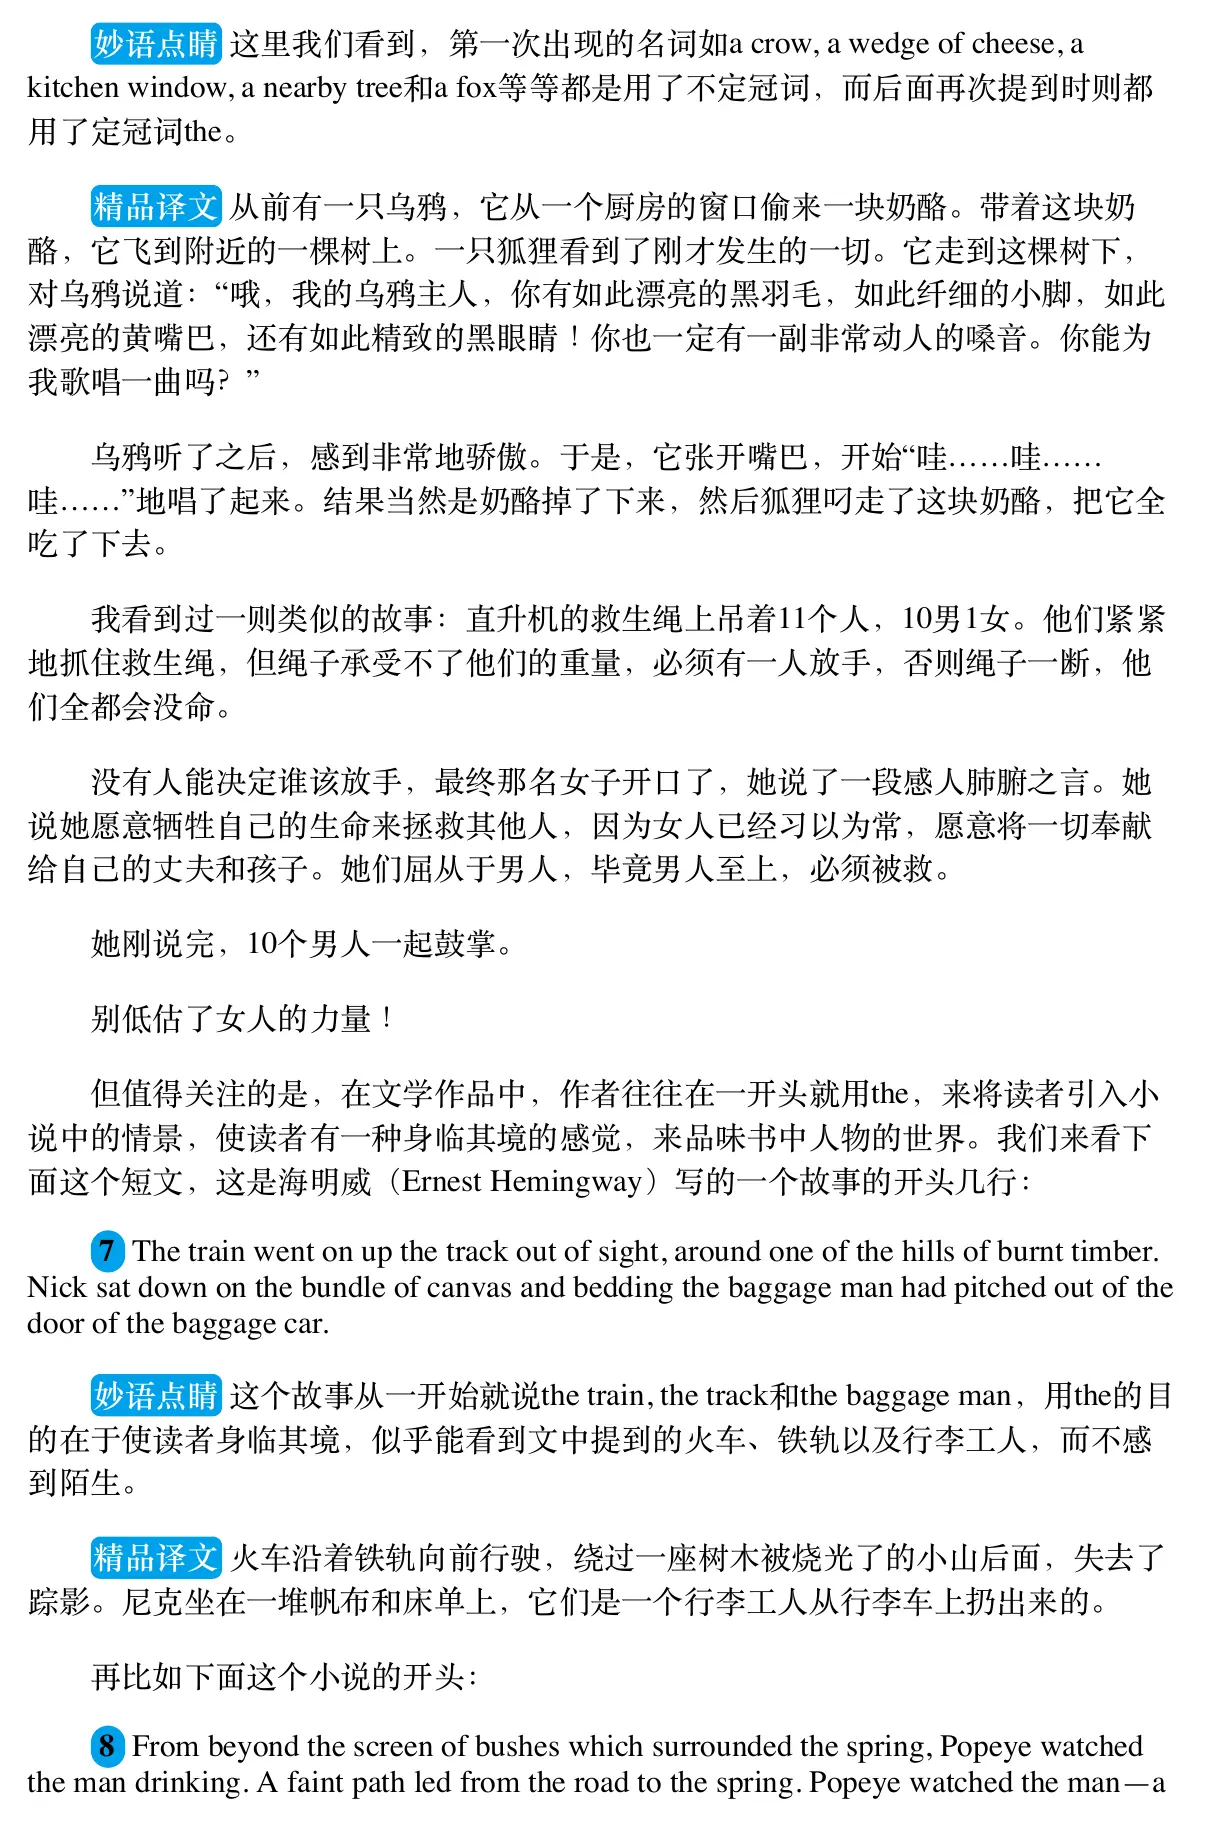 妙语点睛 这里我们看到，第一次出现的名词如a crow, a wedge of cheese, a
kitchen window, a nearby tree和a fox等等都是用了不定冠词，而后面再次提到时则都
用了定冠词the。
精品译文 从前有一只乌鸦，它从一个厨房的窗口偷来一块奶酪。带着这块奶
酪，它飞到附近的一棵树上。一只狐狸看到了刚才发生的一切。它走到这棵树下，
对乌鸦说道：“哦，我的乌鸦主人，你有如此漂亮的黑羽毛，如此纤细的小脚，如此
漂亮的黄嘴巴，还有如此精致的黑眼睛！你也一定有一副非常动人的嗓音。你能为
我歌唱一曲吗？”
乌鸦听了之后，感到非常地骄傲。于是，它张开嘴巴，开始“哇……哇……
哇……”地唱了起来。结果当然是奶酪掉了下来，然后狐狸叼走了这块奶酪，把它全
吃了下去。
我看到过一则类似的故事：直升机的救生绳上吊着11个人，10男1女。他们紧紧
地抓住救生绳，但绳子承受不了他们的重量，必须有一人放手，否则绳子一断，他
们全都会没命。
没有人能决定谁该放手，最终那名女子开口了，她说了一段感人肺腑之言。她
说她愿意牺牲自己的生命来拯救其他人，因为女人已经习以为常，愿意将一切奉献
给自己的丈夫和孩子。她们屈从于男人，毕竟男人至上，必须被救。
她刚说完，10个男人一起鼓掌。
别低估了女人的力量！
但值得关注的是，在文学作品中，作者往往在一开头就用the，来将读者引入小
说中的情景，使读者有一种身临其境的感觉，来品味书中人物的世界。我们来看下
面这个短文，这是海明威（Ernest Hemingway）写的一个故事的开头几行：
7 The train went on up the track out of sight, around one of the hills of burnt timber.
Nick sat down on the bundle of canvas and bedding the baggage man had pitched out of the
door of the baggage car.
妙语点睛 这个故事从一开始就说the train, the track和the baggage man，用the的目
的在于使读者身临其境，似乎能看到文中提到的火车、铁轨以及行李工人，而不感
到陌生。
精品译文 火车沿着铁轨向前行驶，绕过一座树木被烧光了的小山后面，失去了
踪影。尼克坐在一堆帆布和床单上，它们是一个行李工人从行李车上扔出来的。
再比如下面这个小说的开头：
8 From beyond the screen of bushes which surrounded the spring, Popeye watched
the man drinking. A faint path led from the road to the spring. Popeye watched the man—a